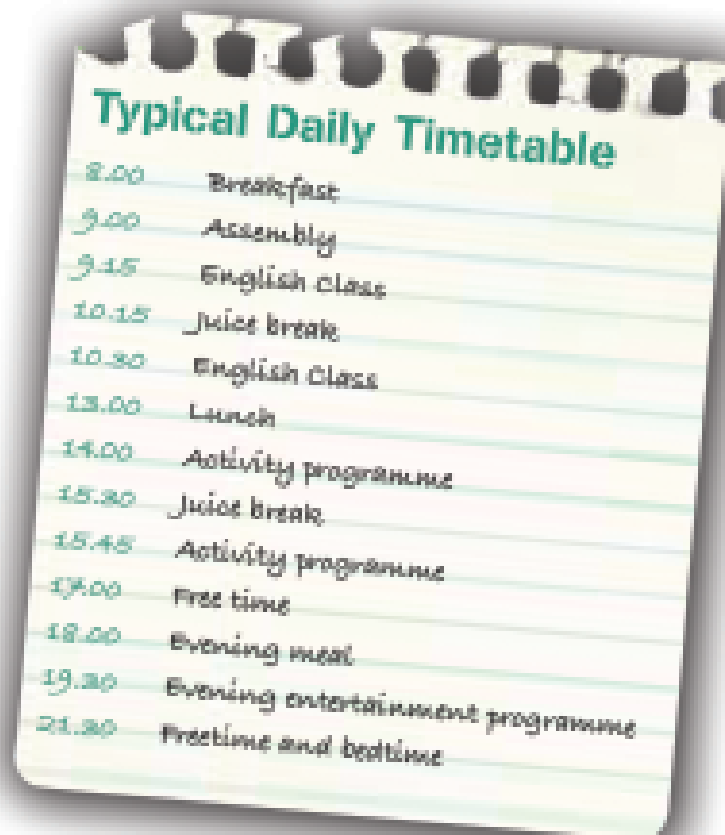 Typical Daily Timetable
8.00 Breakfast
9.00 Assembly
9.15 English Class
10.15 Juice break
10.30 English Class
13.00 Lunch
14.00 Activity programme
15.30 Juice break
15.45 Activity programme
17.00 Free time
18.00 Evening meal
19.30 Evening entertainment programme
21.30 Freetime and bedtime